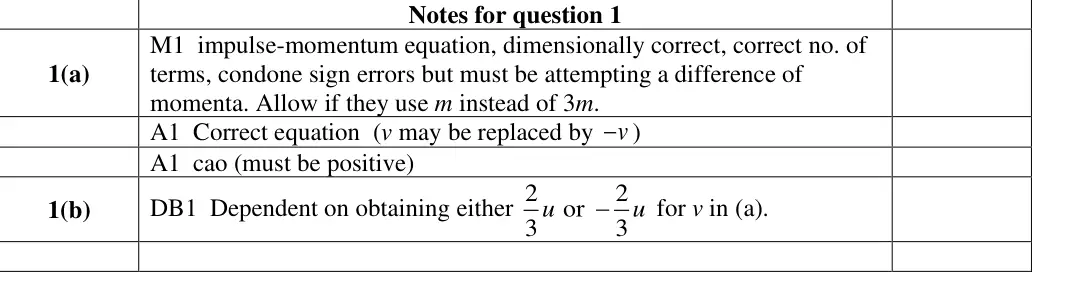 Notes for question 1
1(a)
M1 impulse-momentum equation, dimensionally correct, correct no. of
terms, condone sign errors but must be attempting a difference of
momenta. Allow if they use m instead of 3m.
A1 Correct equation (v may be replaced by −v)
A1 cao (must be positive)
1(b)
DB1 Dependent on obtaining either 2/3 u or − 2/3 u for v in (a).